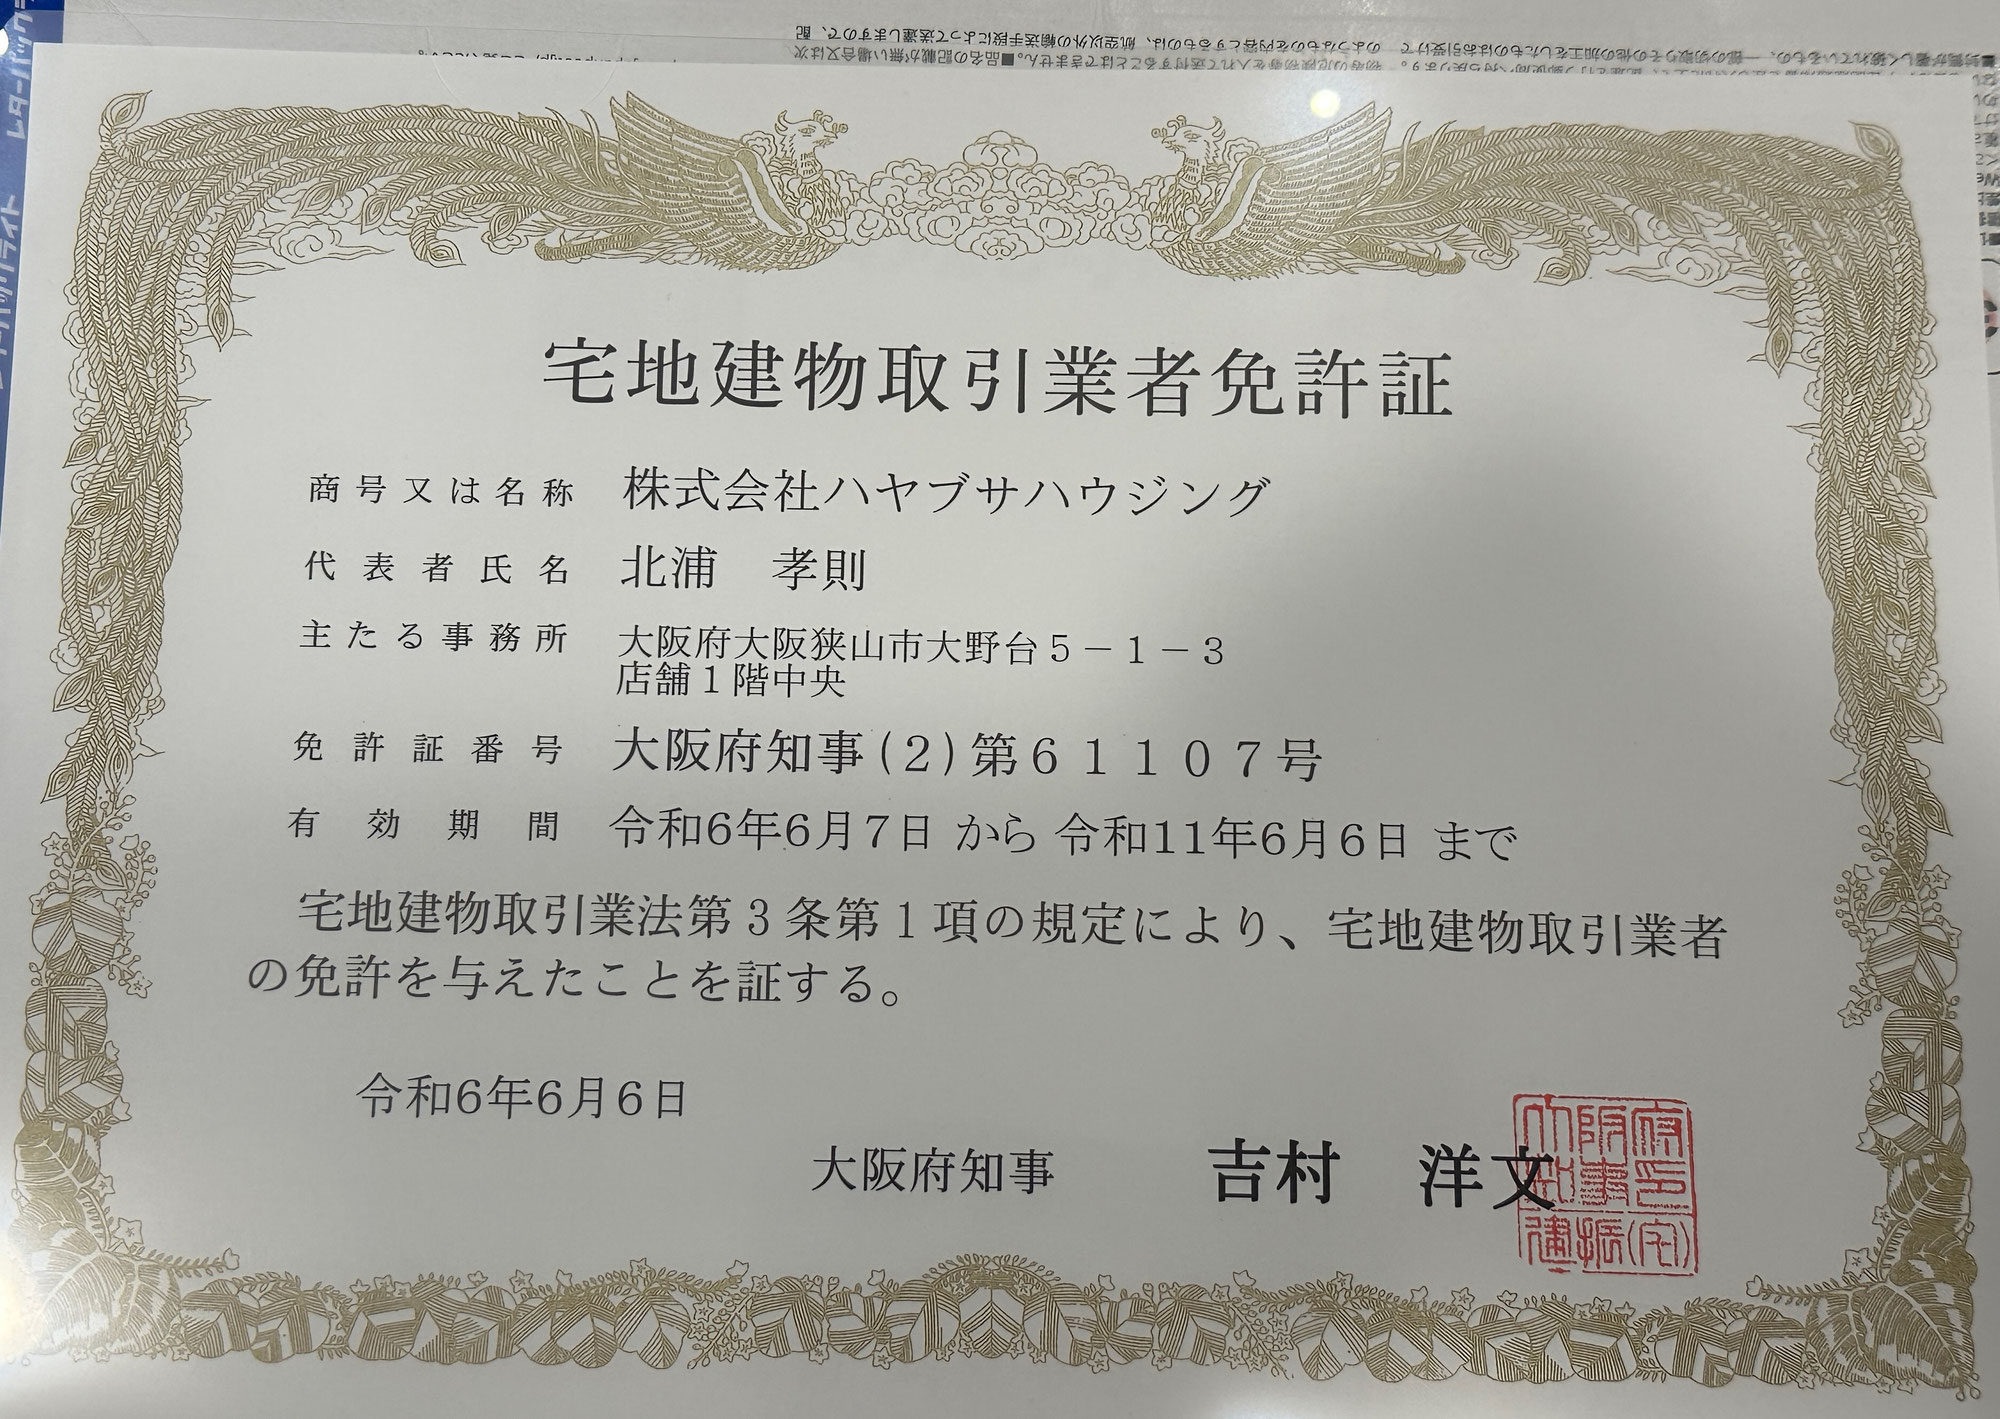 宅地建物取引業者免許証
商号又は名称 株式会社ハヤブサハウジング
代表者氏名 北浦 孝則
主たる事務所 大阪府大阪狭山市大野台5-1-3
店舗1階中央
免許証番号 大阪府知事(2)第61107号
有効期間 令和6年6月7日 から 令和11年6月6日 まで
宅地建物取引業法第3条第1項の規定により、宅地建物取引業者
の免許を与えたことを証する。
令和6年6月6日
大阪府知事 吉村 洋文